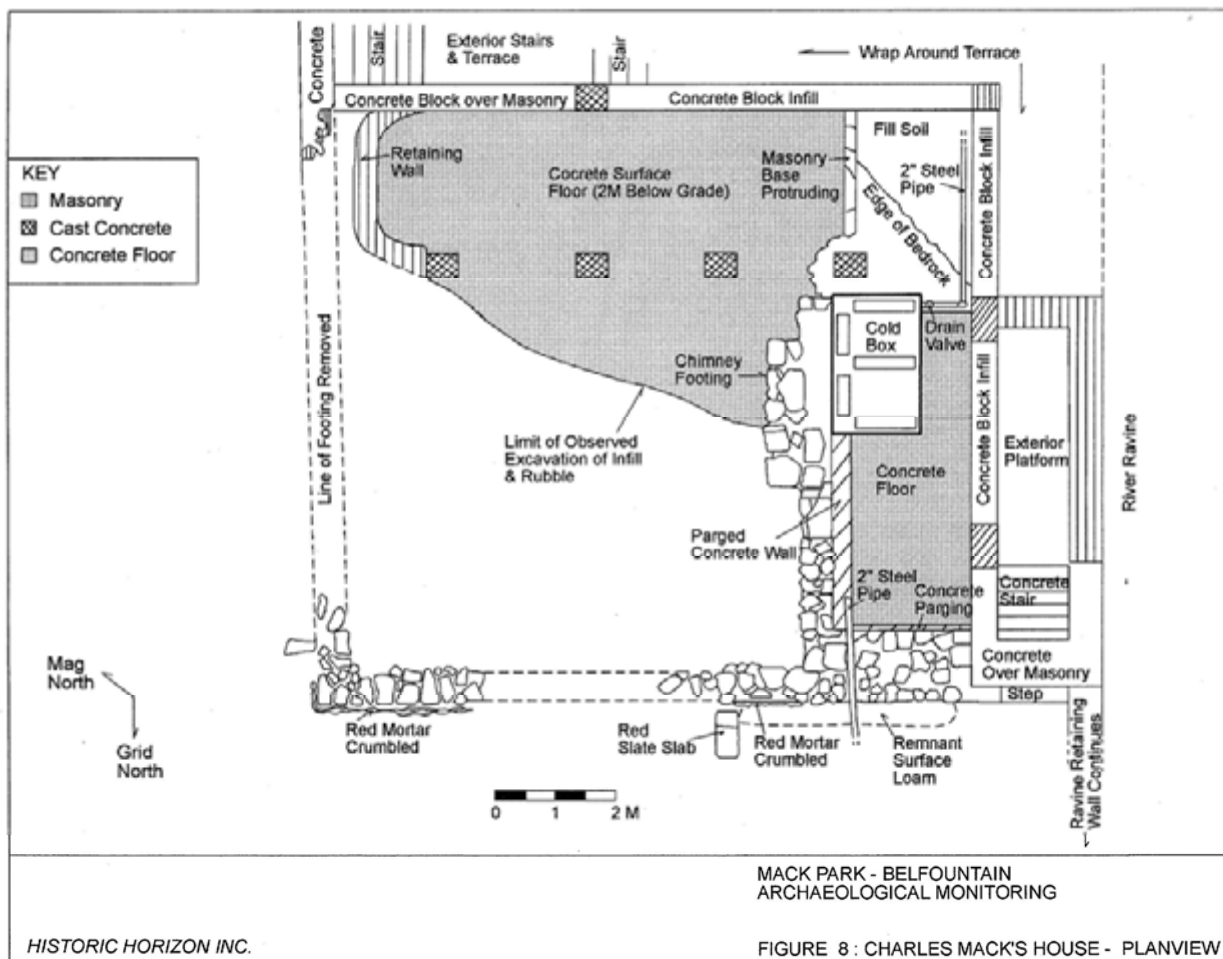 Concrete
Stair
Exterior Stairs
& Terrace
Stair
Wrap Around Terrace
Concrete Block over Masonry
Concrete Block Infill
KEY
Masonry
Cast Concrete
Concrete Floor
Retaining
Wall
Cocrete Surface
Floor (2M Below Grade)
Masonry
Base
Protruding
Fill Soil
2" Steel
Pipe
Edge of Bedrock
Concrete Block Infill
Line of Footing Removed
Cold
Box
Drain
Valve
Chimney
Footing
Limit of Observed
Excavation of Infill
& Rubble
Concrete
Floor
Concrete Block Infill
Exterior
Platform
River Ravine
Parged
Concrete Wall
2" Steel
Pipe
Concrete
Parging
Concrete
Stair
Concrete
Over Masonry
Step
Mag
North
Grid
North
Red Mortar
Crumbled
Red
Slate Slab
Red Mortar
Crumbled
Remnant
Surface
Loam
Ravine Retaining
Wall Continues
0 1 2 M
MACK PARK - BELFOUNTAIN
ARCHAEOLOGICAL MONITORING
HISTORIC HORIZON INC.
FIGURE 8 : CHARLES MACK'S HOUSE - PLANVIEW